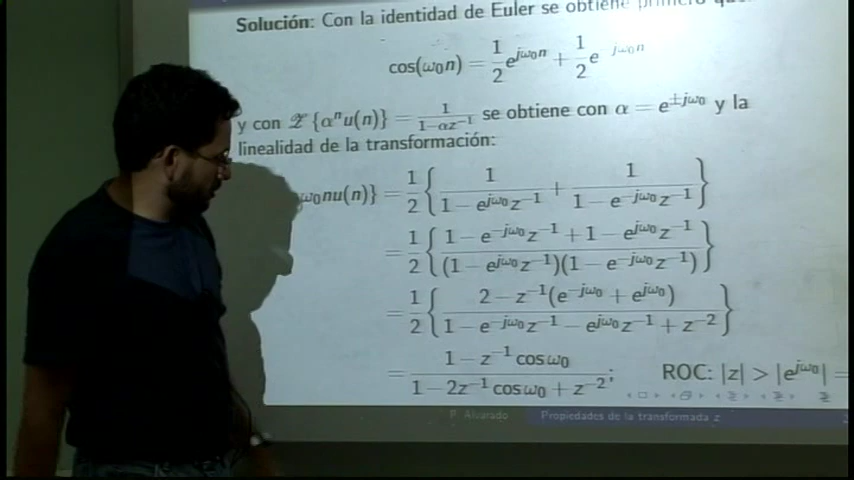 Solución: Con la identidad de Euler se obtiene primero que
cos(ω₀n) = 1/2 e^{jω₀n} + 1/2 e^{-jω₀n}
y con 𝒵{αⁿu(n)} = 1/(1−αz⁻¹) se obtiene con α = e^{±jω₀} y la
linealidad de la transformación:
ω₀nu(n)} = 1/2 { 1/(1 − e^{jω₀}z⁻¹) + 1/(1 − e^{−jω₀}z⁻¹) }
= 1/2 { (1 − e^{−jω₀}z⁻¹ + 1 − e^{jω₀}z⁻¹)/((1 − e^{jω₀}z⁻¹)(1 − e^{−jω₀}z⁻¹)) }
= 1/2 { (2 − z⁻¹(e^{−jω₀} + e^{jω₀}))/(1 − e^{−jω₀}z⁻¹ − e^{jω₀}z⁻¹ + z⁻²) }
= (1 − z⁻¹ cos ω₀)/(1 − 2z⁻¹ cos ω₀ + z⁻²); ROC: |z| > |e^{jω₀}| =
P. Alvarado Propiedades de la transformada z